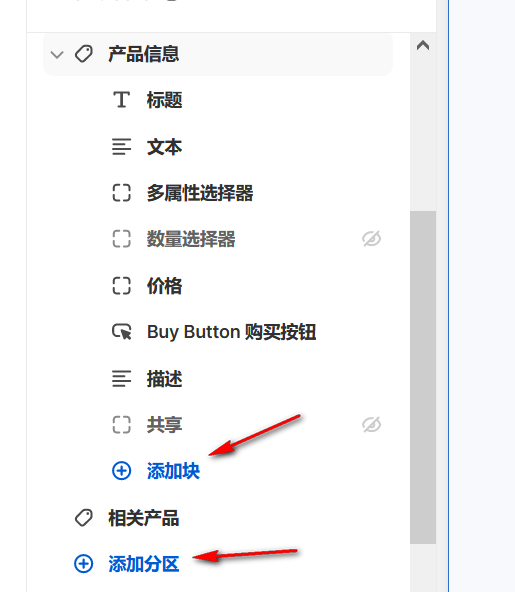 产品信息
标题
文本
多属性选择器
数量选择器
价格
Buy Button 购买按钮
描述
共享
添加块
相关产品
添加分区